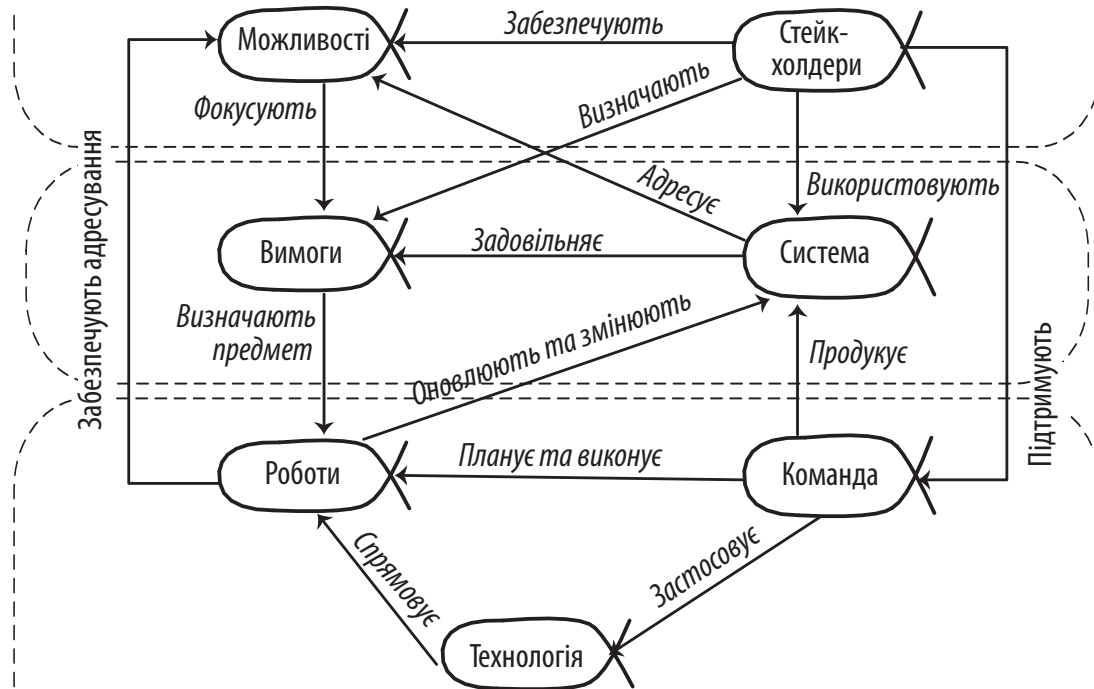 Можливості
Забезпечують
Стейк-
холдери
Фокусують
Визначають
Забезпечують адресування
Адресує
Використовують
Вимоги
Задовільняє
Система
Визначають
предмет
Оновлюють та змінюють
Продукує
Підтримують
Роботи
Планує та виконує
Команда
Спрямовує
Застосовує
Технологія